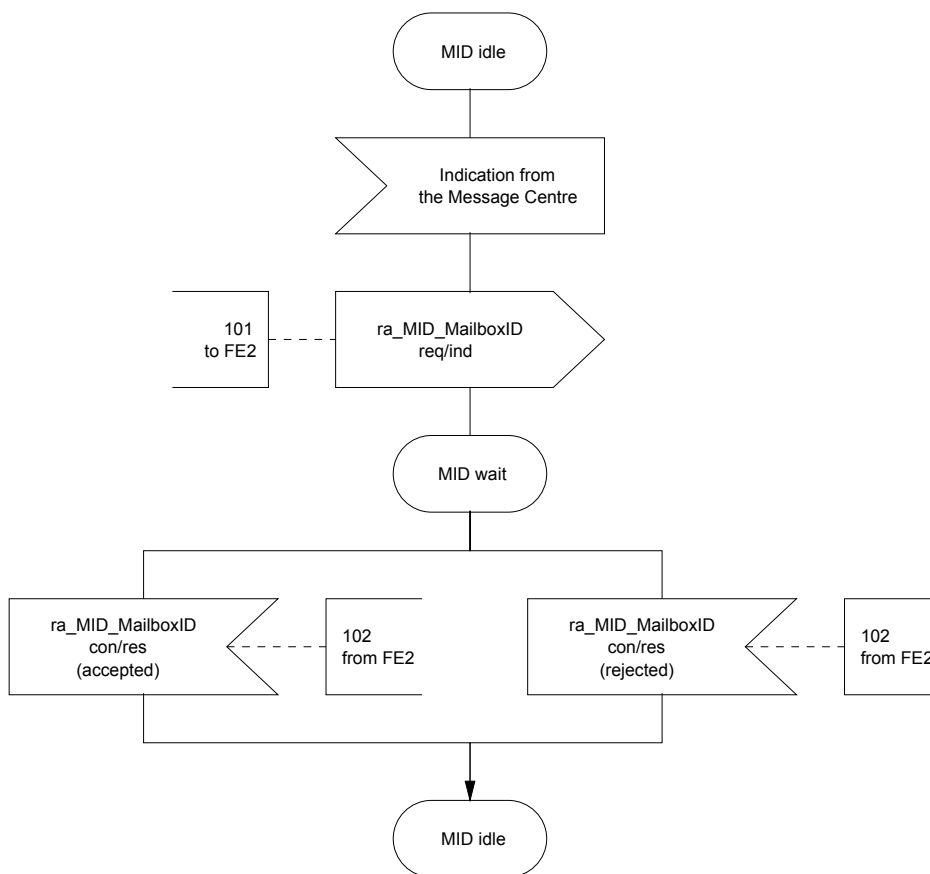 MID idle
Indication from
the Message Centre
101
to FE2
ra_MID_MailboxID
req/ind
MID wait
ra_MID_MailboxID
con/res
(accepted)
102
from FE2
ra_MID_MailboxID
con/res
(rejected)
102
from FE2
MID idle